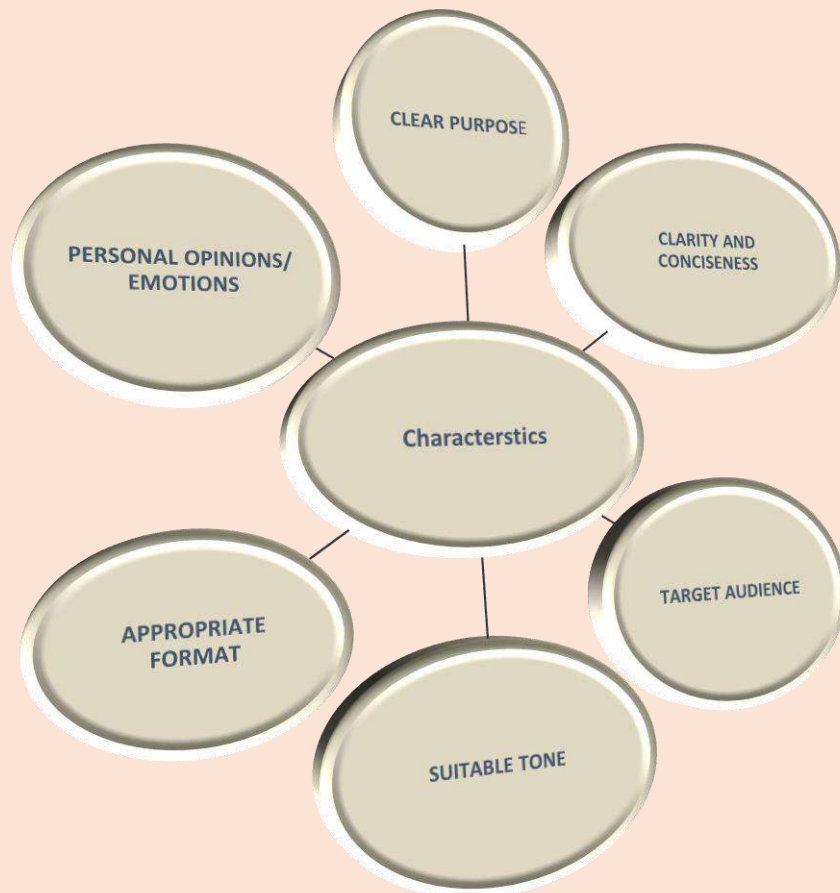 CLEAR PURPOSE
CLARITY AND
CONCISENESS
TARGET AUDIENCE
SUITABLE TONE
APPROPRIATE
FORMAT
PERSONAL OPINIONS/
EMOTIONS
Characterstics